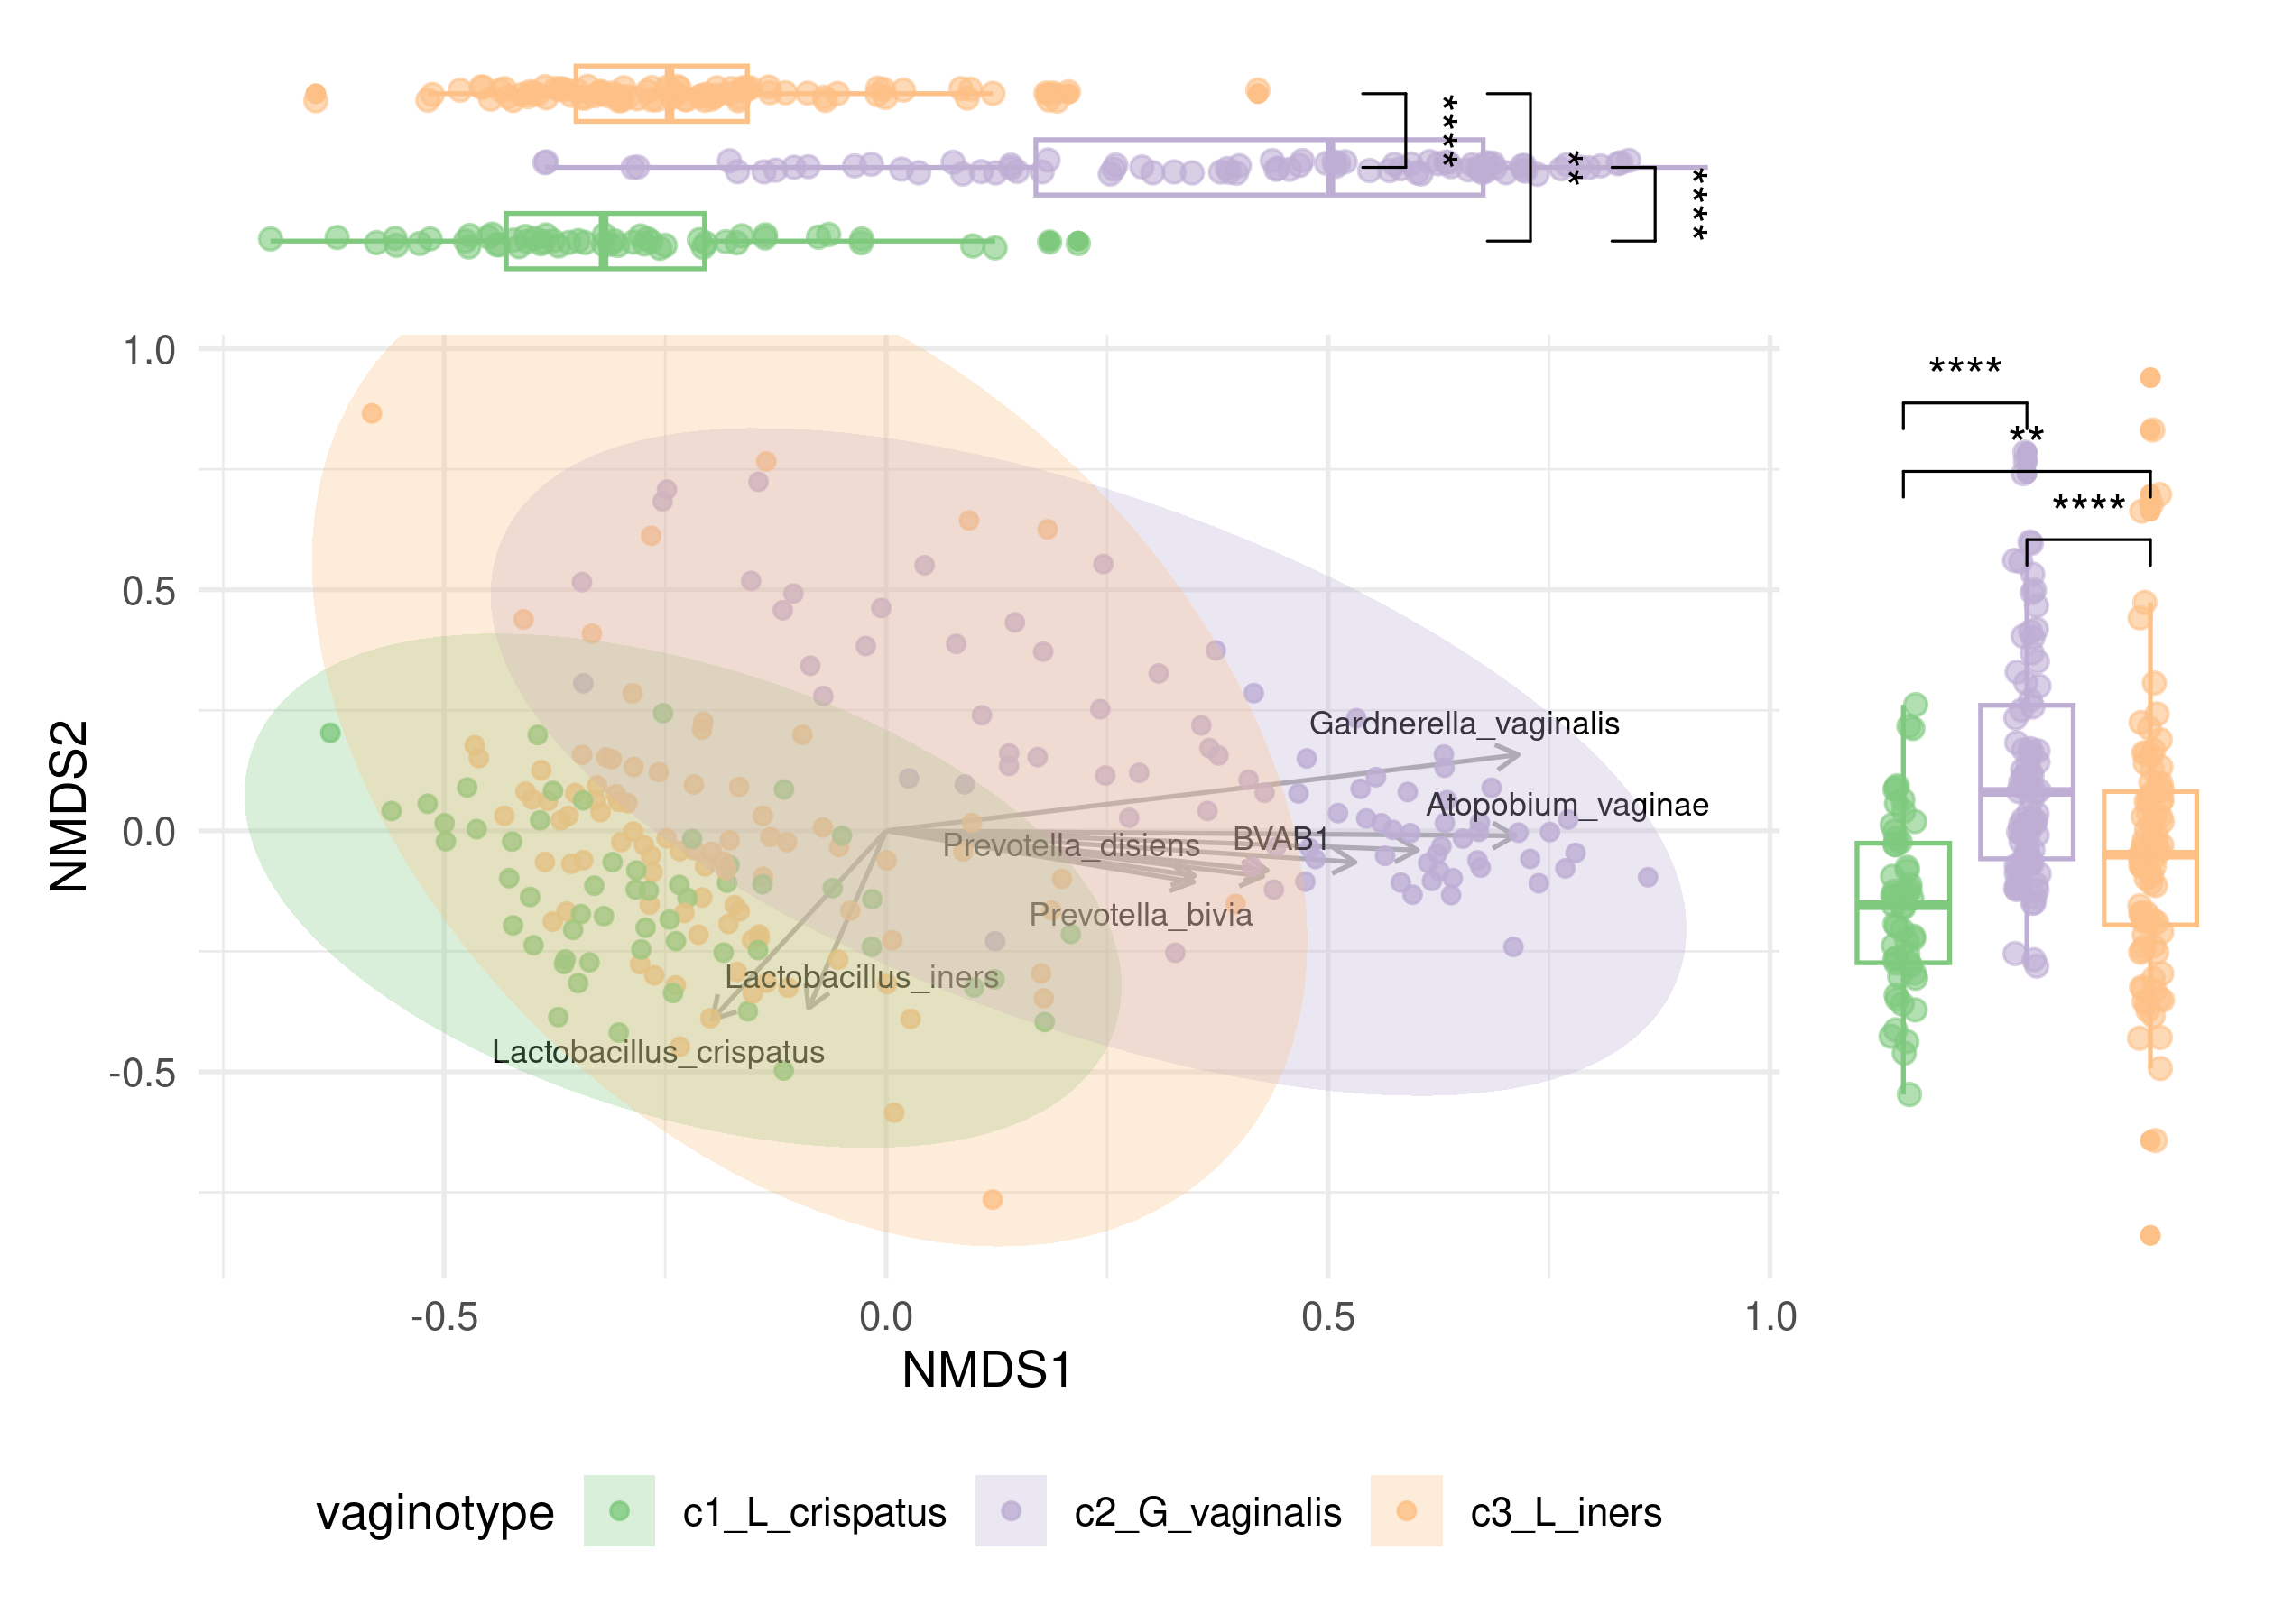 ****
**
****
1.0
****
**
0.5
****
Gardnerella_vaginalis
Atopobium_vaginae
NMDS2
0.0
Prevotella_disiens
BVAB1
Prevotella_bivia
Lactobacillus_iners
Lactobacillus_crispatus
-0.5
-0.5
0.0
0.5
1.0
NMDS1
vaginotype
c1_L_crispatus
c2_G_vaginalis
c3_L_iners